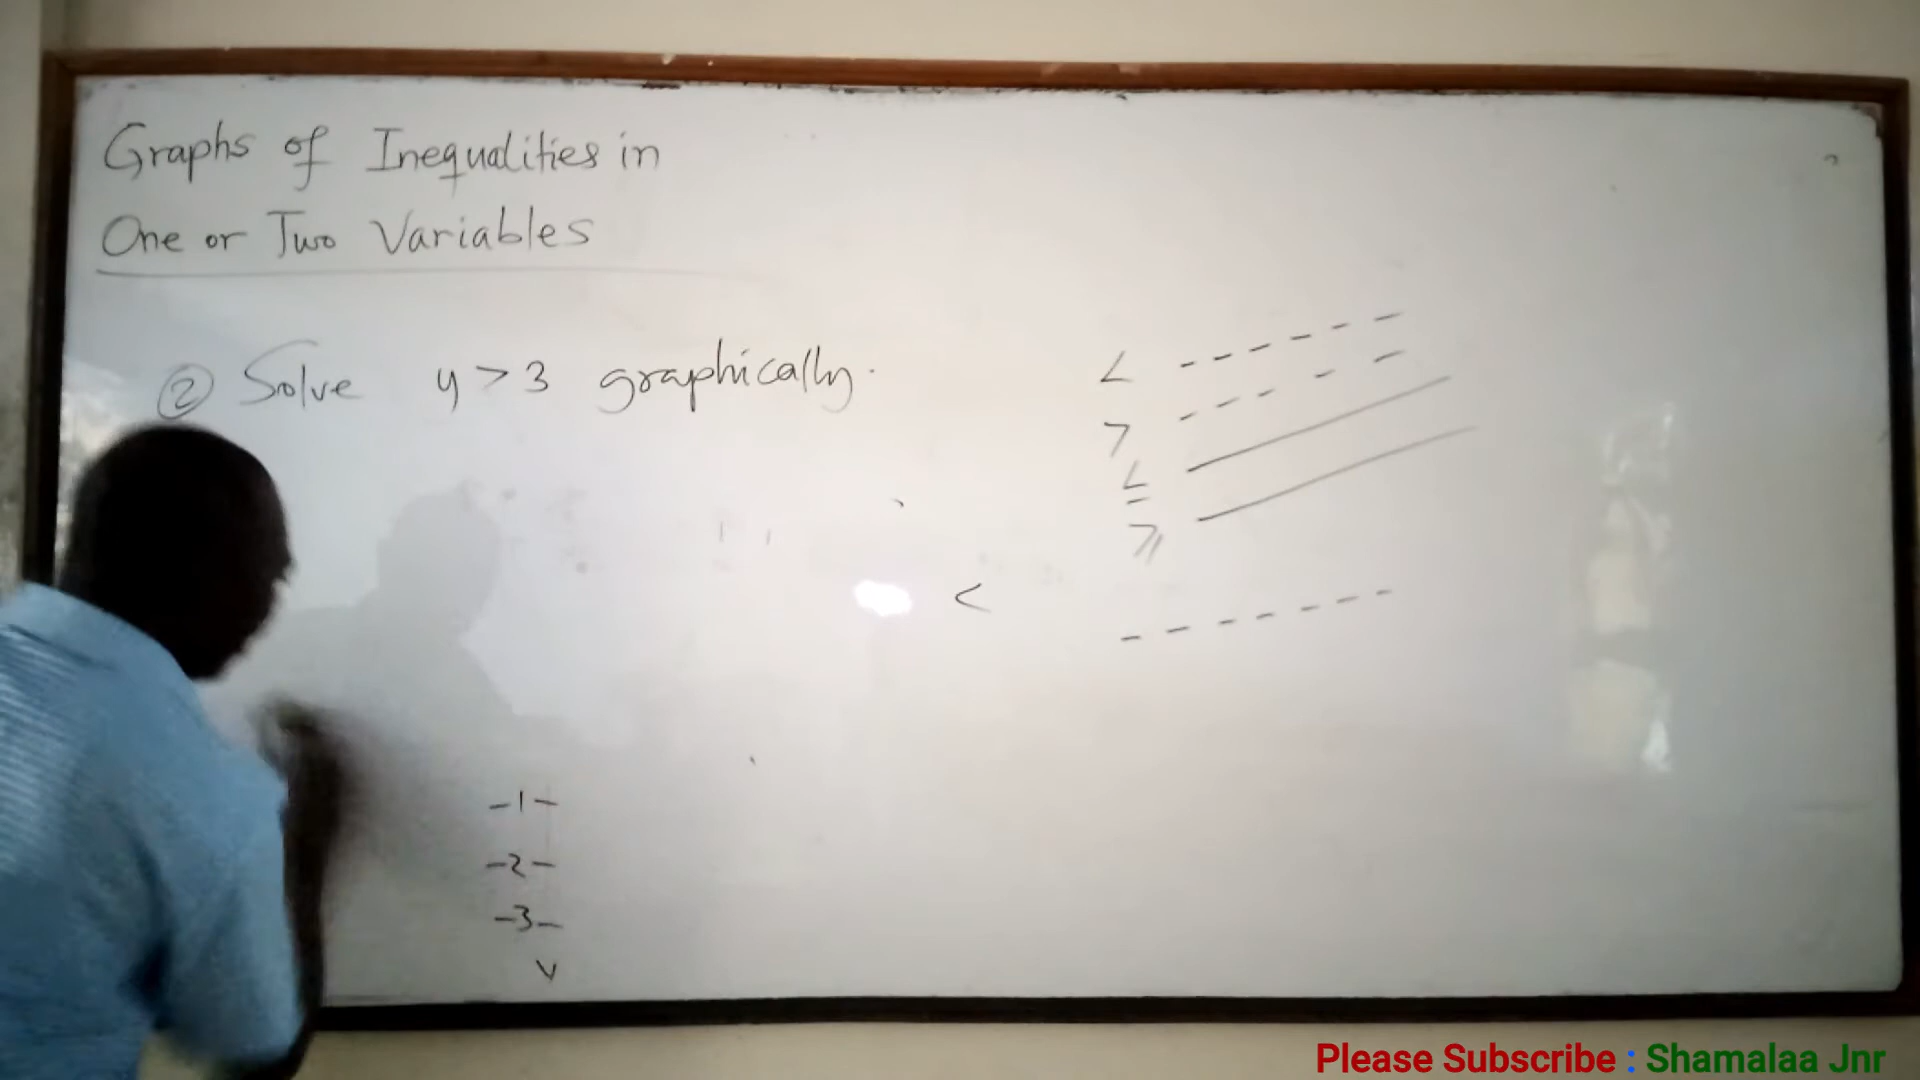 Graphs of Inequalities in
One or Two Variables
② Solve y > 3 graphically.
< - - - - - -
> - - - - -
≤ ———
≥ ———
< - - - - - - -
-1-
-2-
-3-
Please Subscribe : Shamalaa Jnr